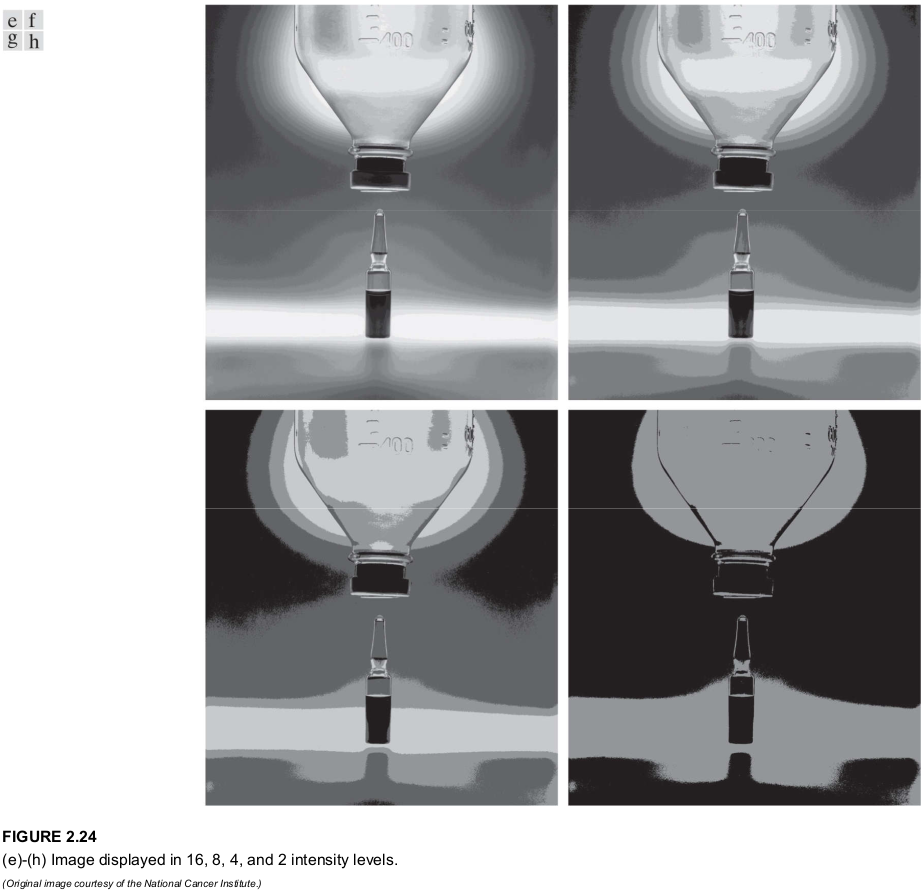 e f
g h
400
400
400
FIGURE 2.24
(e)-(h) Image displayed in 16, 8, 4, and 2 intensity levels.
(Original image courtesy of the National Cancer Institute.)